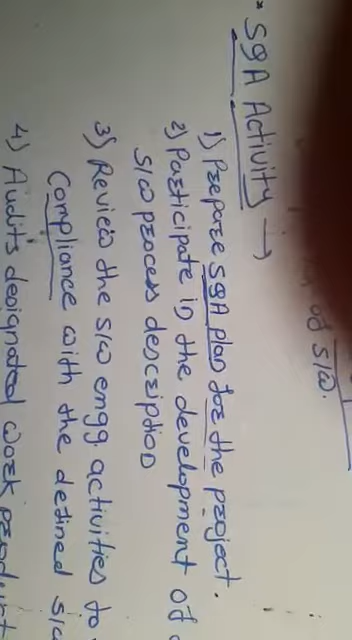 of s/w.
* SQA Activity →
1) Prepare SQA plan for the project.
2) Participate in the development of
s/w process description
3) Review the s/w engg activities to
compliance with the defined s/w
4) Audits designated work product